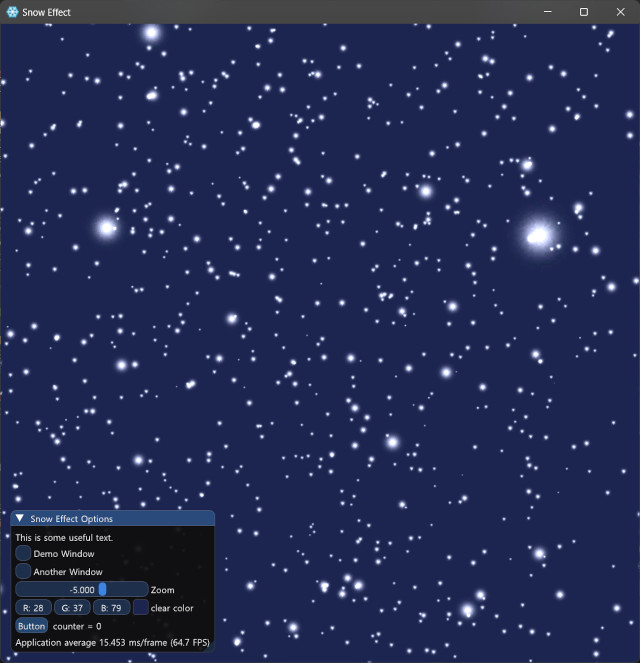 Snow Effect
Snow Effect Options
This is some useful text.
Demo Window
Another Window
-5.000 Zoom
R: 28 G: 37 B: 79 clear color
Button counter = 0
Application average 15.453 ms/frame (64.7 FPS)